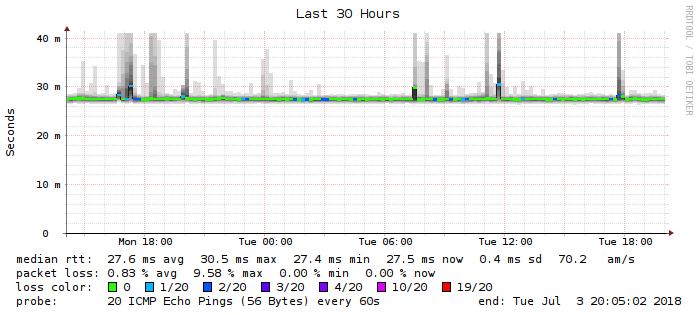 Last 30 Hours
RRDTOOL / TOBI OETIKER
Seconds
40 m
30 m
20 m
10 m
0
Mon 18:00 Tue 00:00 Tue 06:00 Tue 12:00 Tue 18:00
median rtt: 27.6 ms avg 30.5 ms max 27.4 ms min 27.5 ms now 0.4 ms sd 70.2 am/s
packet loss: 0.83 % avg 9.58 % max 0.00 % min 0.00 % now
loss color: 0 1/20 2/20 3/20 4/20 10/20 19/20
probe: 20 ICMP Echo Pings (56 Bytes) every 60s end: Tue Jul 3 20:05:02 2018